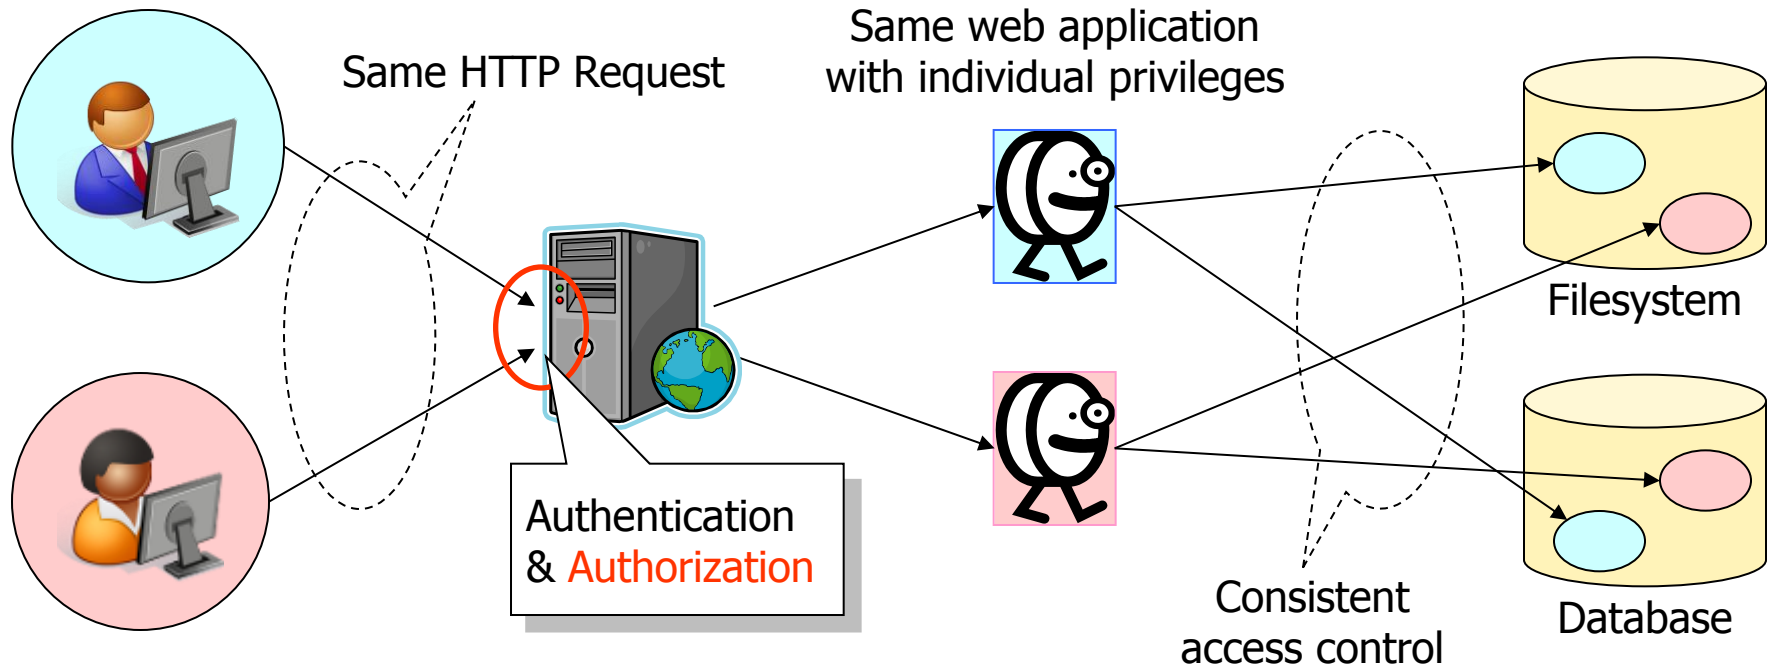 Same HTTP Request
Same web application
with individual privileges
Authentication
& Authorization
Filesystem
Database
Consistent
access control